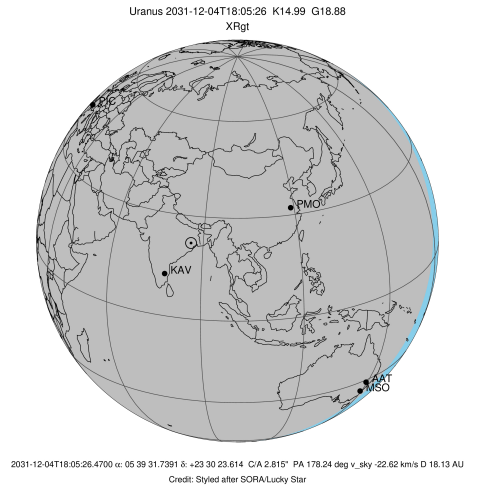 Uranus 2031-12-04T18:05:26 K14.99 G18.88
XRgt
PIC
PMO
KAV
AAT
MSO
2031-12-04T18:05:26.4700 α: 05 39 31.7391 δ: +23 30 23.614 C/A 2.815" PA 178.24 deg v_sky -22.62 km/s D 18.13 AU
Credit: Styled after SORA/Lucky Star